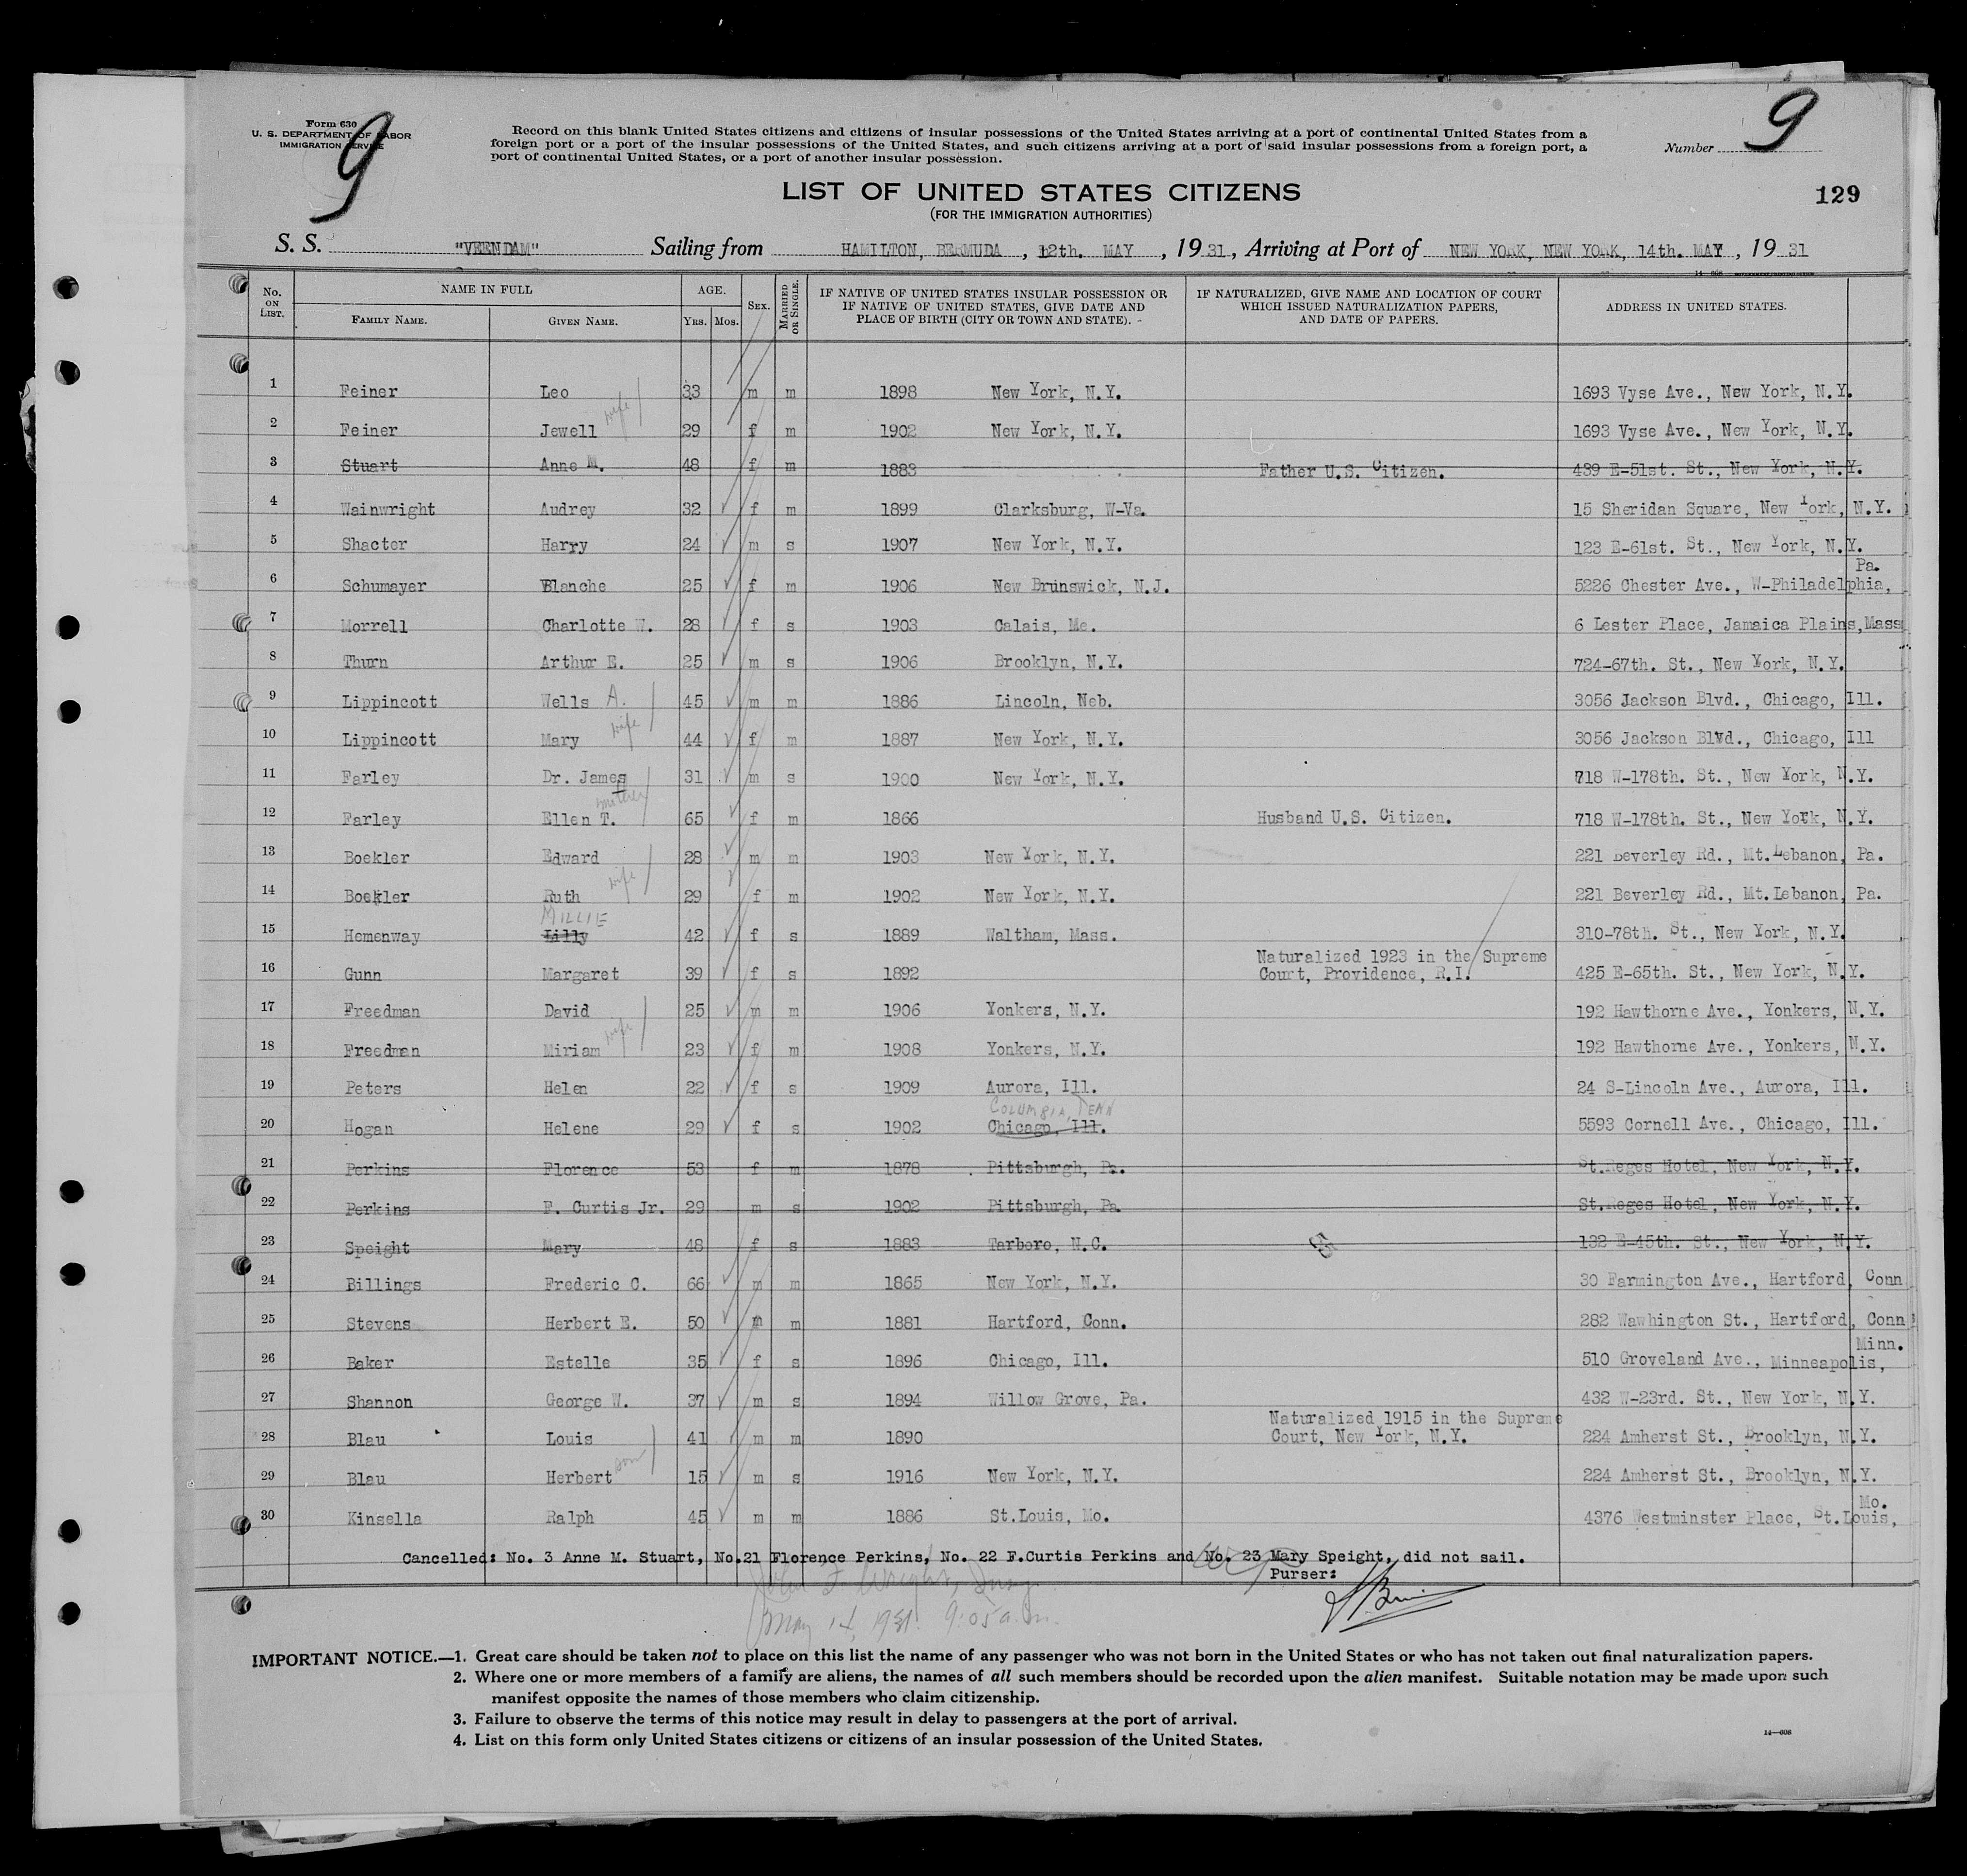 9
Form 630
U. S. DEPARTMENT OF LABOR
IMMIGRATION SERVICE
Record on this blank United States citizens and citizens of insular possessions of the United States arriving at a port of continental United States from a
foreign port or a port of the insular possessions of the United States, and such citizens arriving at a port of said insular possessions from a foreign port, a
port of continental United States, or a port of another insular possession.
Number 9
LIST OF UNITED STATES CITIZENS
(FOR THE IMMIGRATION AUTHORITIES)
129
S. S. "VEENDAM" Sailing from HAMILTON, BERMUDA, 12th. MAY, 1931, Arriving at Port of NEW YORK, NEW YORK, 14th. MAY, 1931
No. ON LIST. NAME IN FULL FAMILY NAME. GIVEN NAME. AGE. YRS. MOS. SEX. MARRIED OR SINGLE. IF NATIVE OF UNITED STATES INSULAR POSSESSION OR IF NATIVE OF UNITED STATES, GIVE DATE AND PLACE OF BIRTH (CITY OR TOWN AND STATE). IF NATURALIZED, GIVE NAME AND LOCATION OF COURT WHICH ISSUED NATURALIZATION PAPERS, AND DATE OF PAPERS. ADDRESS IN UNITED STATES.
1 Feiner Leo 33 m m 1898 New York, N.Y. 1693 Vyse Ave., New York, N.Y.
wife
2 Feiner Jewell 29 f m 1902 New York, N.Y. 1693 Vyse Ave., New York, N.Y.
3 Stuart Anne M. 48 f m 1883 Father U.S. Citizen. 439 E-51st. St., New York, N.Y.
4 Wainwright Audrey 32 f m 1899 Clarksburg, W-Va. 15 Sheridan Square, New York, N.Y.
5 Shacter Harry 24 m s 1907 New York, N.Y. 123 E-61st. St., New York, N.Y.
6 Schumayer Blanche 25 f m 1906 New Brunswick, N.J. 5226 Chester Ave., W-Philadelphia, Pa.
7 Morrell Charlotte W. 28 f s 1903 Calais, Me. 6 Lester Place, Jamaica Plains, Mass
8 Thurn Arthur E. 25 m s 1906 Brooklyn, N.Y. 724-67th. St., New York, N.Y.
9 Lippincott Wells A. 45 m m 1886 Lincoln, Neb. 3056 Jackson Blvd., Chicago, Ill.
wife
10 Lippincott Mary 44 f m 1887 New York, N.Y. 3056 Jackson Blvd., Chicago, Ill
11 Farley Dr. James 31 m s 1900 New York, N.Y. 718 W-178th. St., New York, N.Y.
mother
12 Farley Ellen T. 65 f m 1866 Husband U.S. Citizen. 718 W-178th. St., New York, N.Y.
13 Boekler Edward 28 m m 1903 New York, N.Y. 221 Beverley Rd., Mt.Lebanon, Pa.
wife
14 Boekler Ruth 29 f m 1902 New York, N.Y. 221 Beverley Rd., Mt.Lebanon, Pa.
MILLIE
15 Hemenway Lilly 42 f s 1889 Waltham, Mass. 310-78th. St., New York, N.Y.
Naturalized 1923 in the Supreme
16 Gunn Margaret 39 f s 1892 Court, Providence, R.I. 425 E-65th. St., New York, N.Y.
17 Freedman David 25 m m 1906 Yonkers, N.Y. 192 Hawthorne Ave., Yonkers, N.Y.
wife
18 Freedman Miriam 23 f m 1908 Yonkers, N.Y. 192 Hawthorne Ave., Yonkers, N.Y.
19 Peters Helen 22 f s 1909 Aurora, Ill. 24 S-Lincoln Ave., Aurora, Ill.
COLUMBIA, TENN
20 Hogan Helene 29 f s 1902 Chicago, Ill. 5593 Cornell Ave., Chicago, Ill.
21 Perkins Florence 53 f m 1878 Pittsburgh, Pa. St.Reges Hotel, New York, N.Y.
22 Perkins F. Curtis Jr. 29 m s 1902 Pittsburgh, Pa St.Reges Hotel, New York, N.Y.
23 Speight Mary 48 f s 1883 Tarboro, N.C. 132 E-45th. St., New York, N.Y.
24 Billings Frederic C. 66 m m 1865 New York, N.Y. 30 Farmington Ave., Hartford, Conn
25 Stevens Herbert E. 50 m m 1881 Hartford, Conn. 282 Wawhington St., Hartford, Conn
26 Baker Estelle 35 f s 1896 Chicago, Ill. 510 Groveland Ave., Minneapolis, Minn.
27 Shannon George W. 37 m s 1894 Willow Grove, Pa. 432 W-23rd. St., New York, N.Y.
Naturalized 1915 in the Supreme
28 Blau Louis 41 m m 1890 Court, New York, N.Y. 224 Amherst St., Brooklyn, N.Y.
son
29 Blau Herbert 15 m s 1916 New York, N.Y. 224 Amherst St., Brooklyn, N.Y.
30 Kinsella Ralph 45 m m 1886 St.Louis, Mo. 4376 Westminster Place, St.Louis, Mo.
Cancelled: No. 3 Anne M. Stuart, No.21 Florence Perkins, No. 22 F.Curtis Perkins and No. 23 Mary Speight, did not sail.
Purser:
John F. Wright, Insp.
May 14, 1931. 9:05 a.m.
IMPORTANT NOTICE.—1. Great care should be taken not to place on this list the name of any passenger who was not born in the United States or who has not taken out final naturalization papers.
2. Where one or more members of a family are aliens, the names of all such members should be recorded upon the alien manifest. Suitable notation may be made upon such
manifest opposite the names of those members who claim citizenship.
3. Failure to observe the terms of this notice may result in delay to passengers at the port of arrival.
4. List on this form only United States citizens or citizens of an insular possession of the United States.
14—608